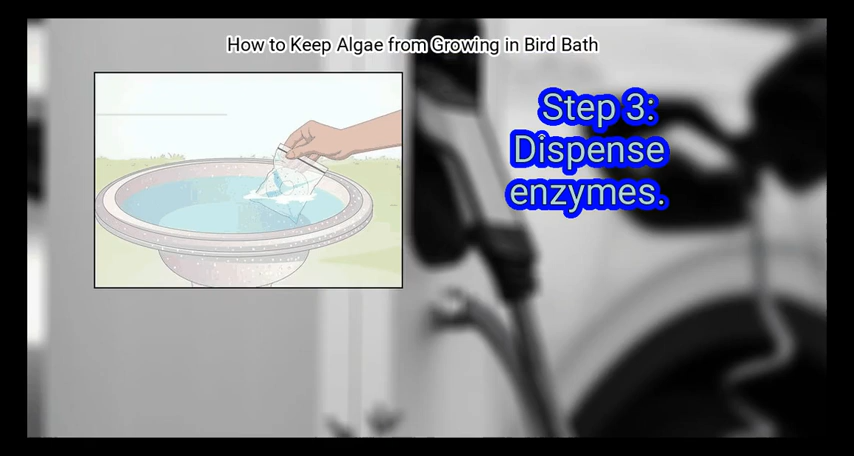 How to Keep Algae from Growing in Bird Bath
Step 3:
Dispense
enzymes.